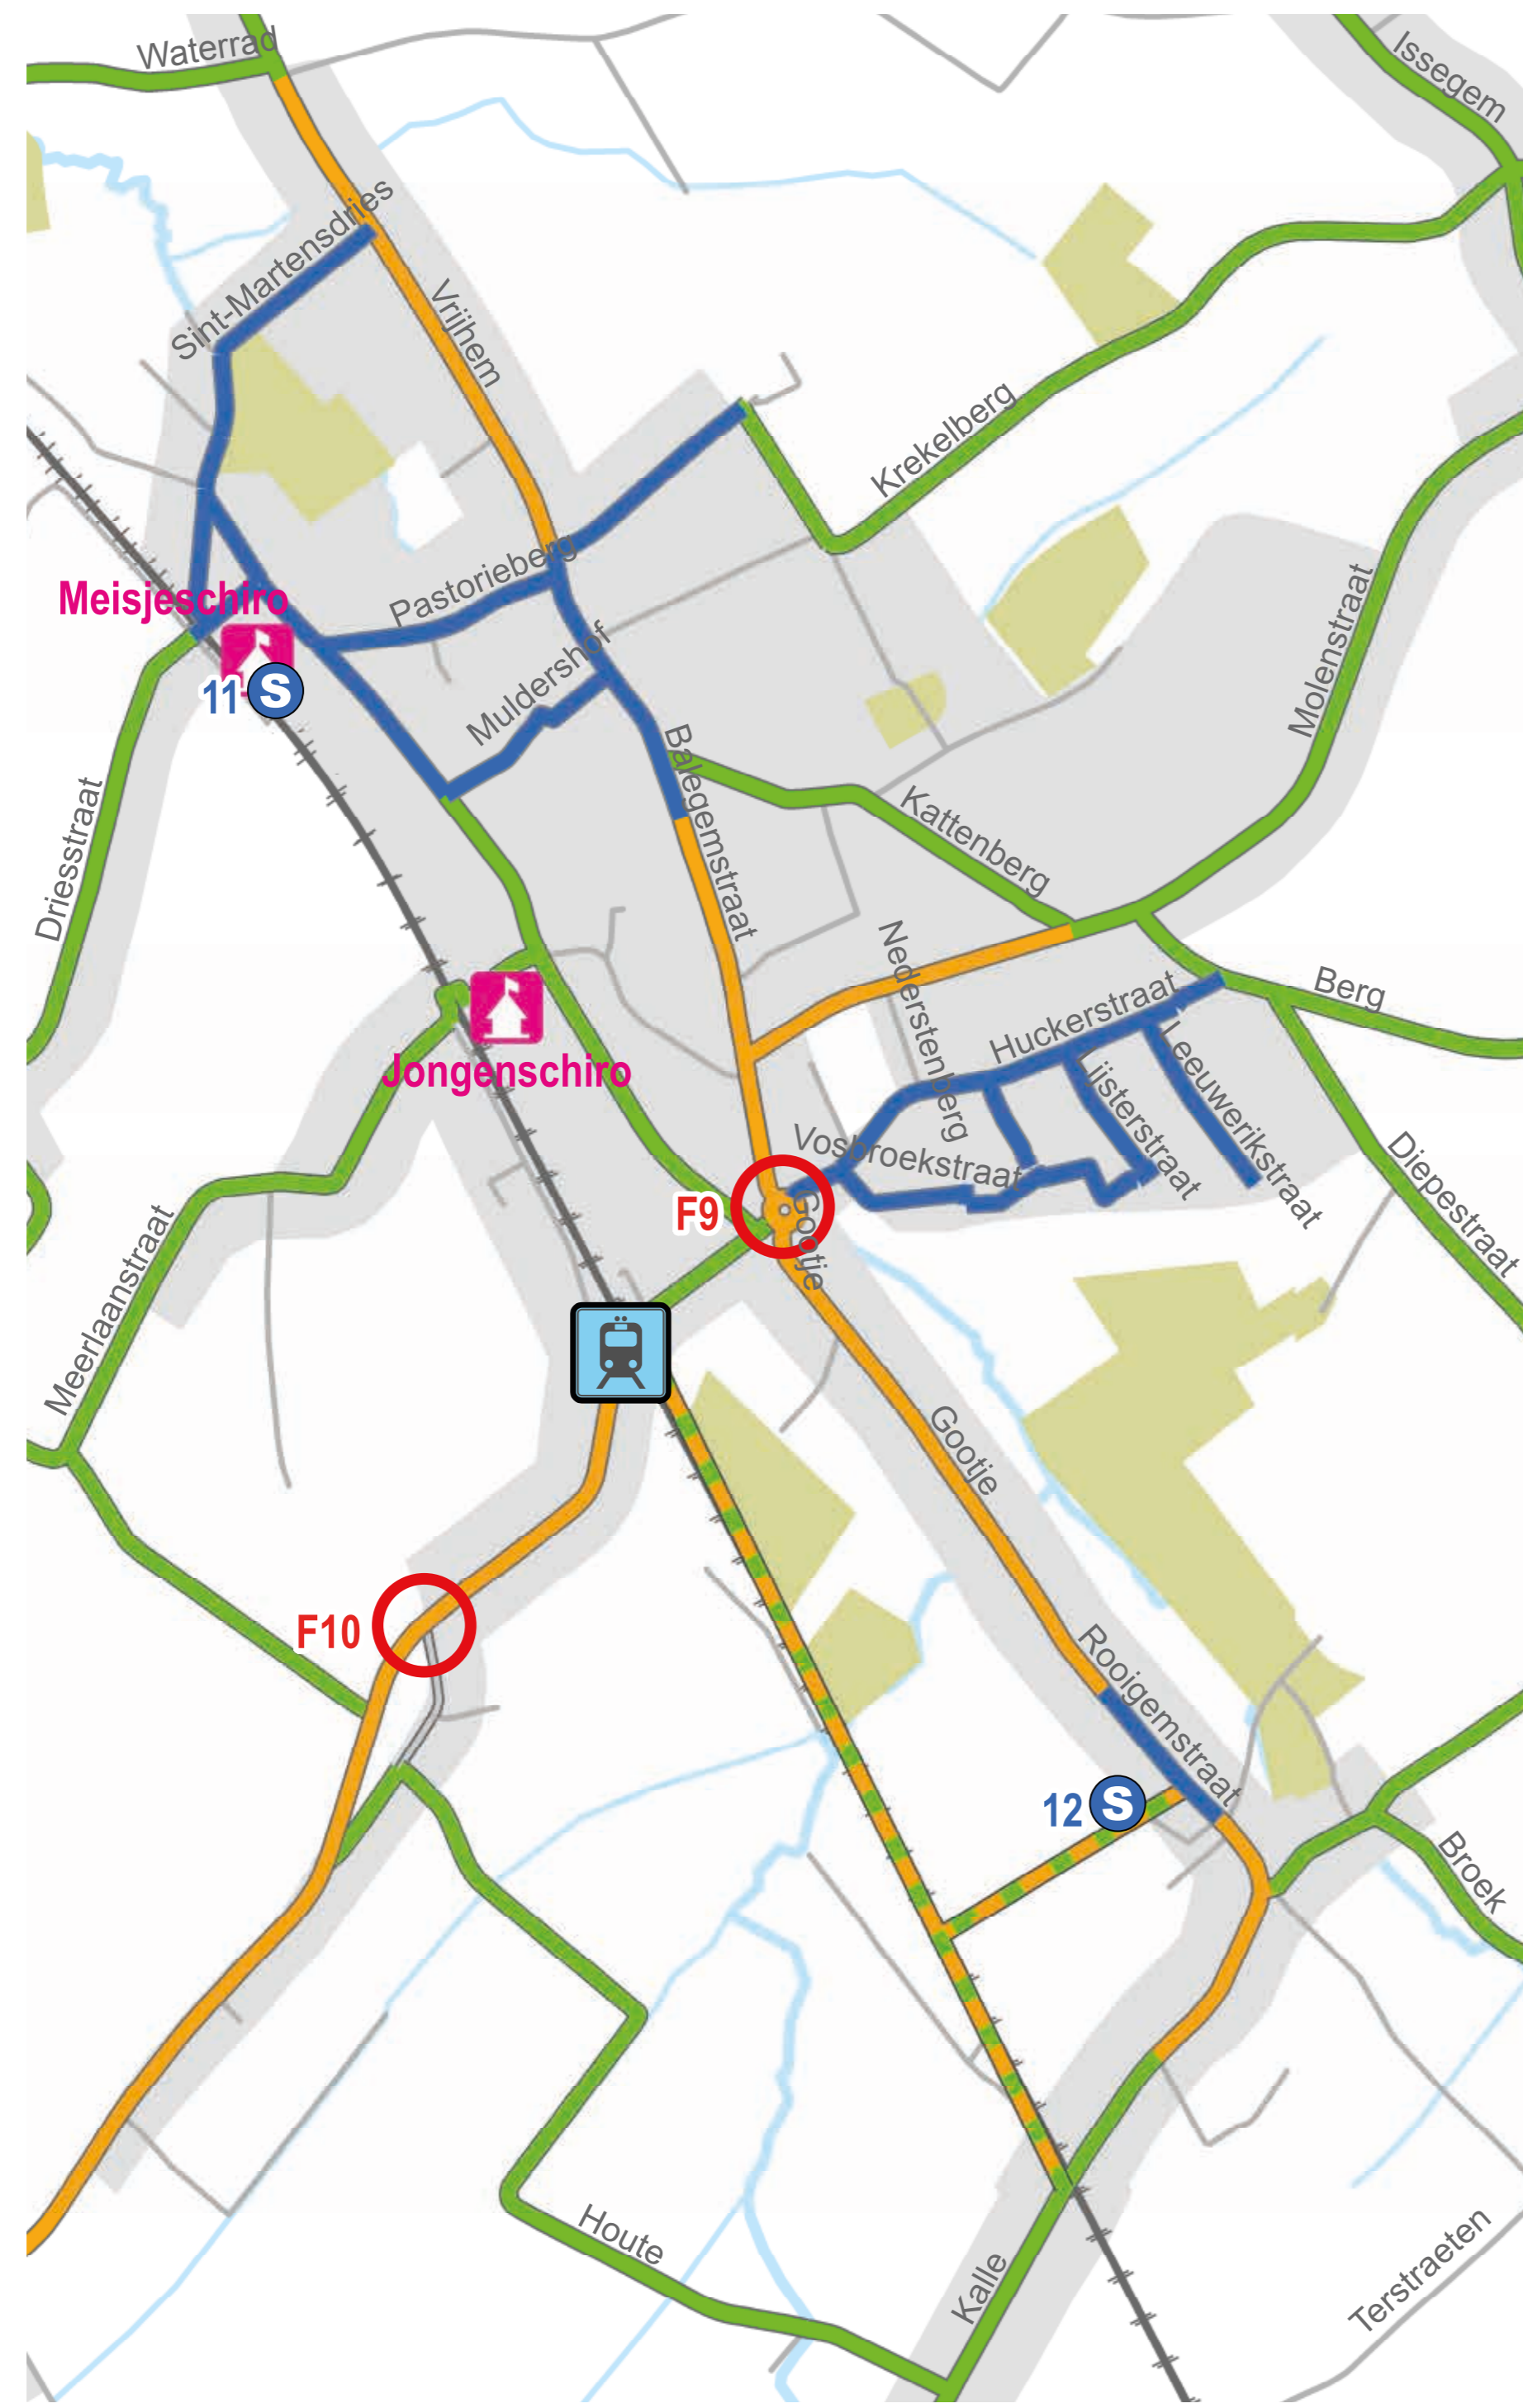 Waterrad
Issegem
Sint-Martensdries
Vrijhem
Krekelberg
Pastorieberg
Meisjeschiro
11 S
Muldershof
Molenstraat
Balegemstraat
Driesstraat
Kattenberg
Nederstenberg
Berg
Huckerstraat
Jongenschiro
Lijsterstraat
Leeuwerikstraat
Vosbroekstraat
Diepestraat
F9
Gootje
Meerlaanstraat
Gootje
F10
Rooigemstraat
12 S
Broek
Houte
Kalle
Terstraeten